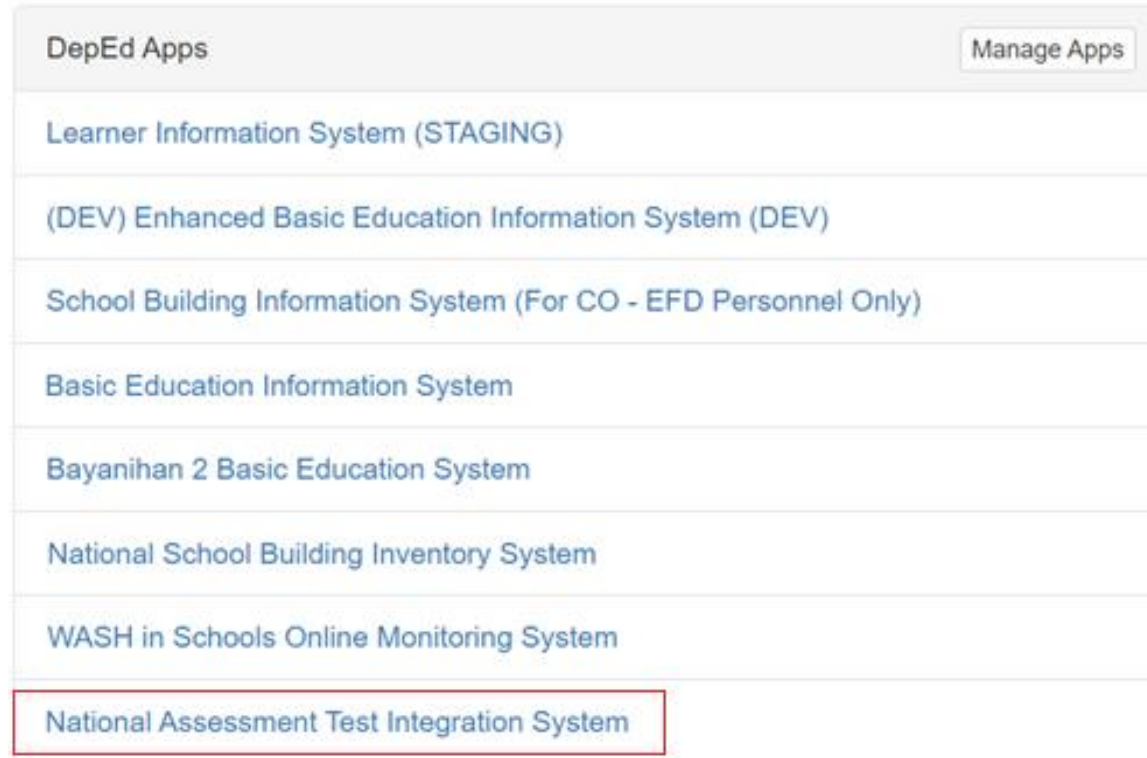 DepEd Apps
Manage Apps
Learner Information System (STAGING)
(DEV) Enhanced Basic Education Information System (DEV)
School Building Information System (For CO - EFD Personnel Only)
Basic Education Information System
Bayanihan 2 Basic Education System
National School Building Inventory System
WASH in Schools Online Monitoring System
National Assessment Test Integration System